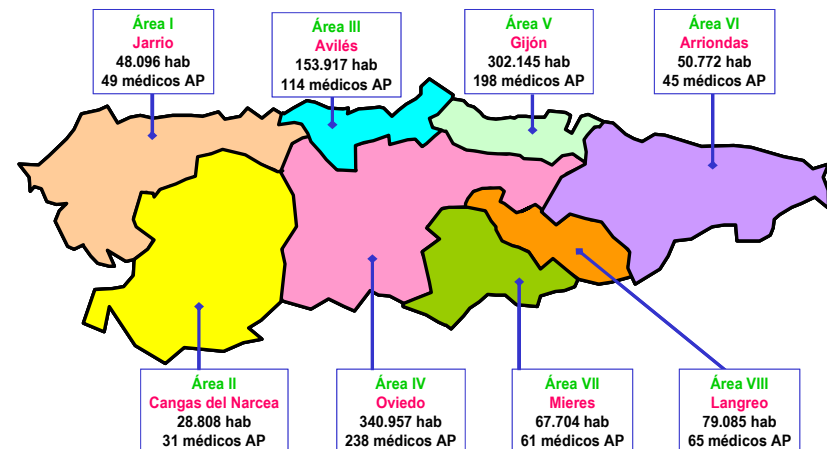 Área I
Jarrio
48.096 hab
49 médicos AP
Área III
Avilés
153.917 hab
114 médicos AP
Área V
Gijón
302.145 hab
198 médicos AP
Área VI
Arriondas
50.772 hab
45 médicos AP
Área II
Cangas del Narcea
28.808 hab
31 médicos AP
Área IV
Oviedo
340.957 hab
238 médicos AP
Área VII
Mieres
67.704 hab
61 médicos AP
Área VIII
Langreo
79.085 hab
65 médicos AP